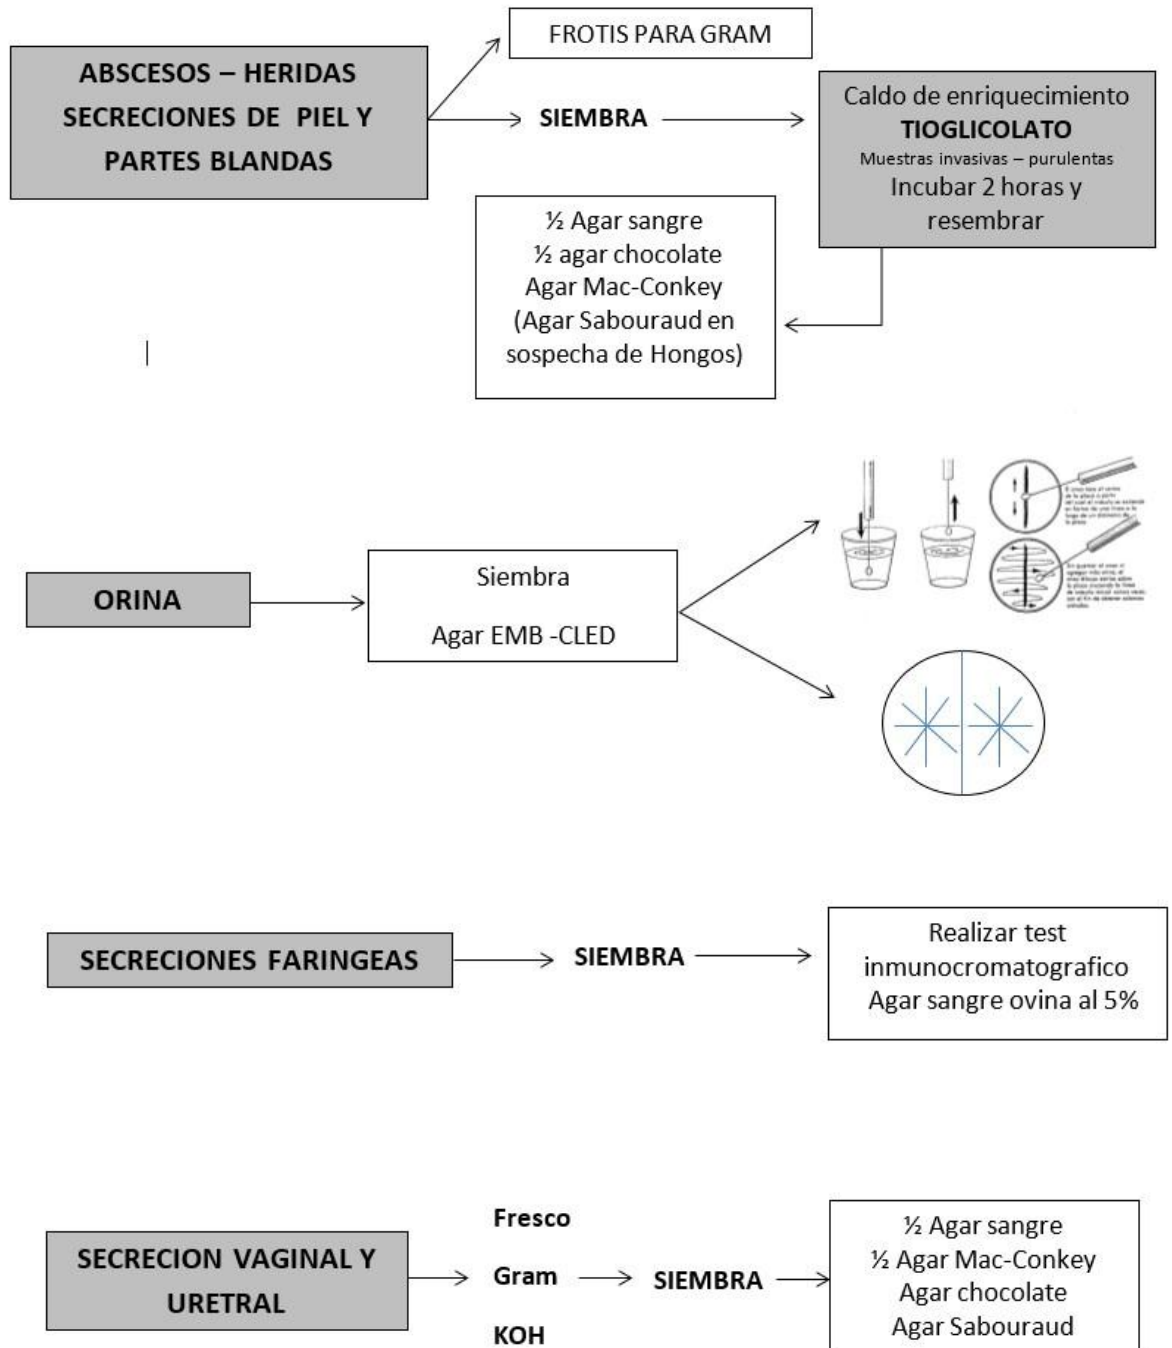 FROTIS PARA GRAM
ABSCESOS – HERIDAS
SECRECIONES DE PIEL Y
PARTES BLANDAS
SIEMBRA
Caldo de enriquecimiento
TIOGLICOLATO
Muestras invasivas – purulentas
Incubar 2 horas y
resembrar
½ Agar sangre
½ agar chocolate
Agar Mac-Conkey
(Agar Sabouraud en
sospecha de Hongos)
ORINA
Siembra
Agar EMB -CLED
SECRECIONES FARINGEAS
SIEMBRA
Realizar test
inmunocromatografico
Agar sangre ovina al 5%
SECRECION VAGINAL Y
URETRAL
Fresco
Gram
KOH
SIEMBRA
½ Agar sangre
½ Agar Mac-Conkey
Agar chocolate
Agar Sabouraud